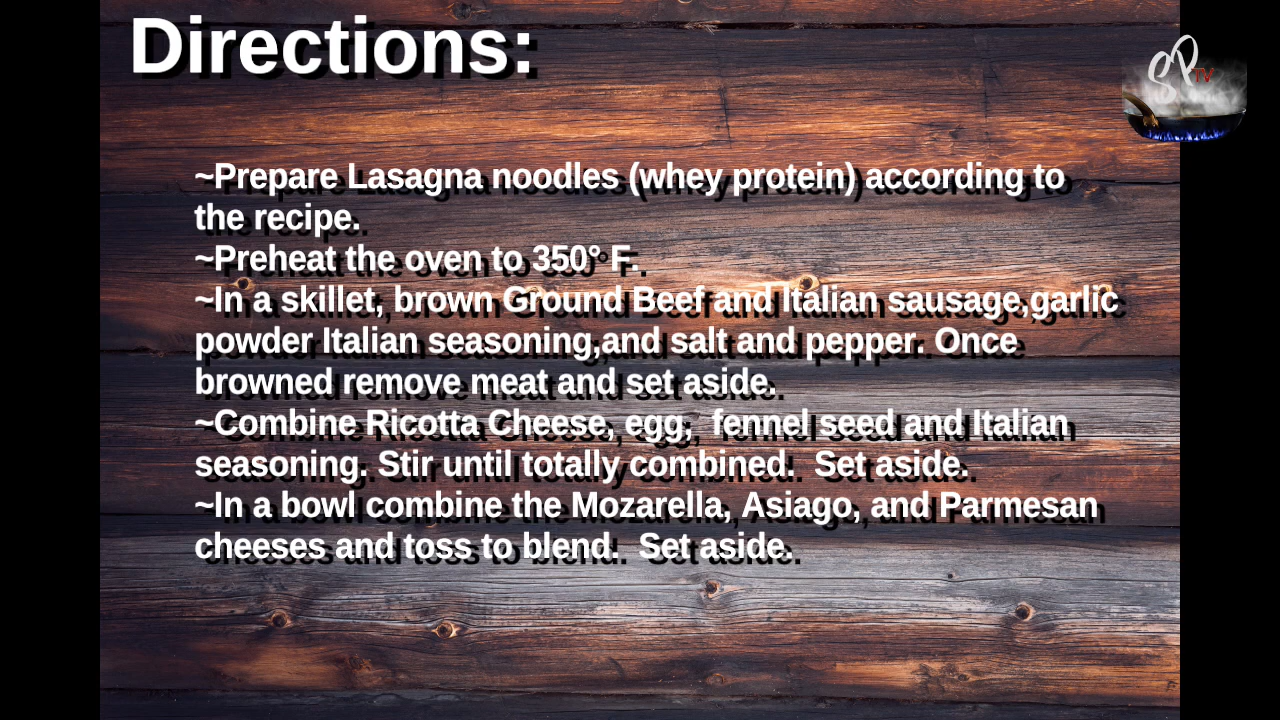 Directions:
SP TV
~Prepare Lasagna noodles (whey protein) according to
the recipe.
~Preheat the oven to 350° F.
~In a skillet, brown Ground Beef and Italian sausage,garlic
powder Italian seasoning,and salt and pepper. Once
browned remove meat and set aside.
~Combine Ricotta Cheese, egg,  fennel seed and Italian
seasoning. Stir until totally combined.  Set aside.
~In a bowl combine the Mozarella, Asiago, and Parmesan
cheeses and toss to blend.  Set aside.